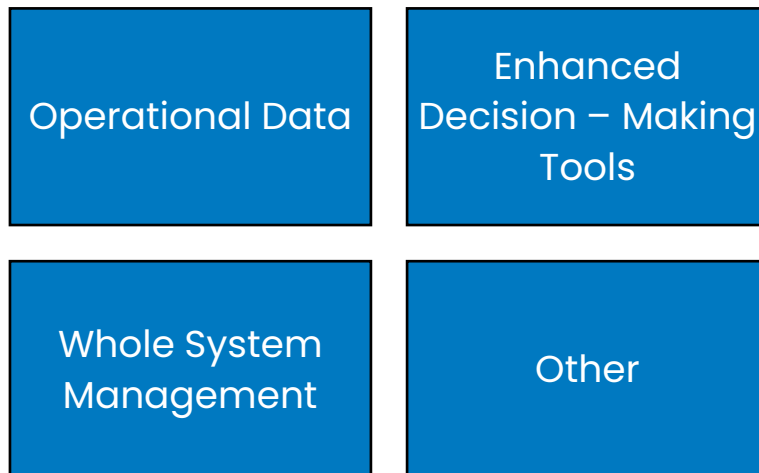 Operational Data
Enhanced
Decision – Making
Tools
Whole System
Management
Other